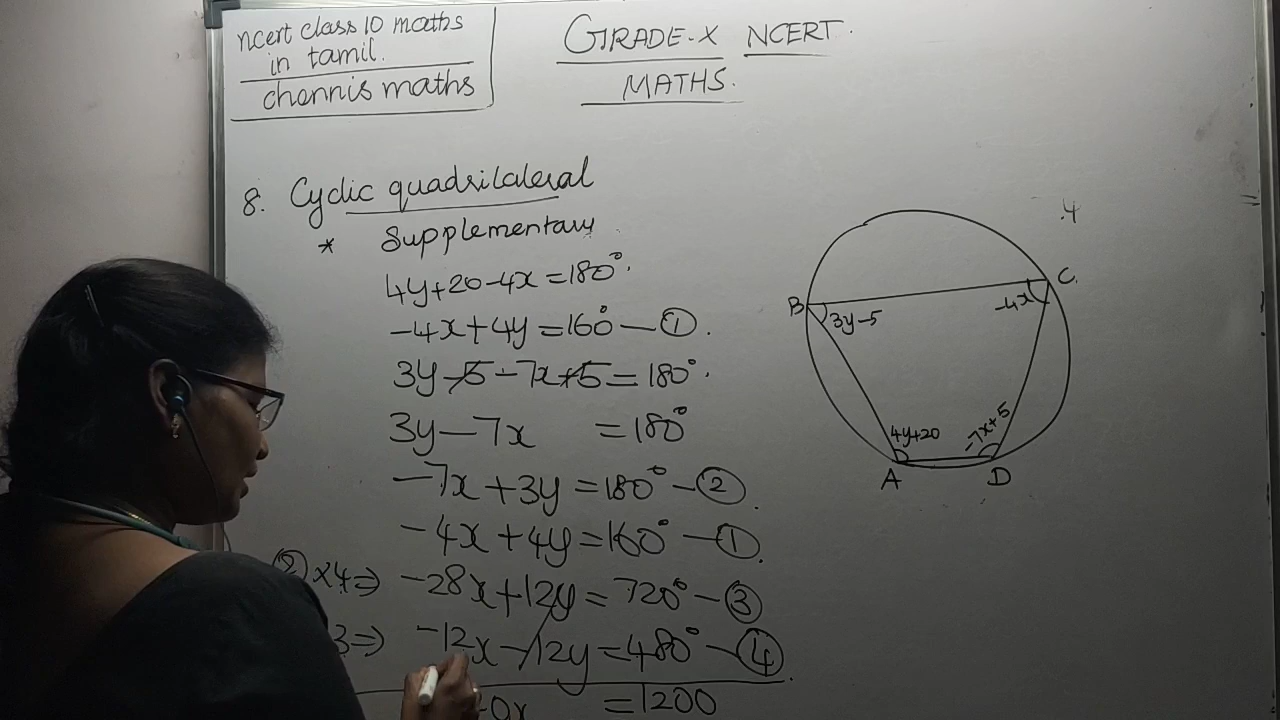 ncert class 10 maths
in tamil.
chennis maths
GRADE-X NCERT.
MATHS.
8. Cyclic quadrilateral
* Supplementary
4y+20-4x=180°.
-4x+4y=160°-①.
3y-5-7x+5=180°.
3y-7x =180°
-7x+3y=180°-②.
-4x+4y=160°-①.
②x4⇒ -28x+12y=720°-③
3⇒ -12x-12y=480°-④.
0x =1200
.4
B
C.
3y-5
-4x
4y+20
-7x+5
A
D